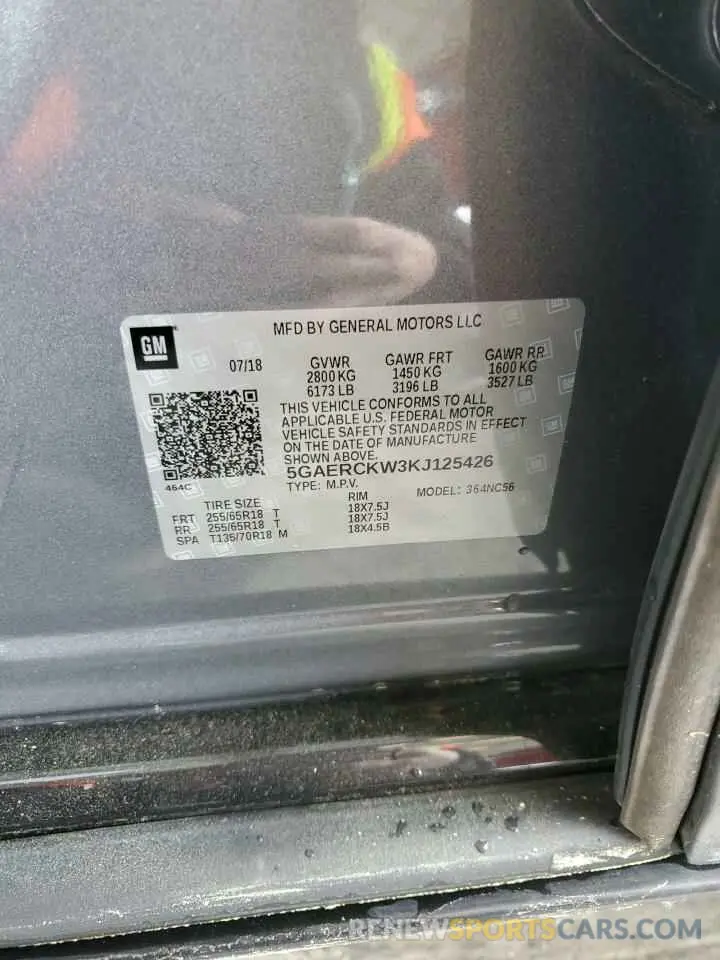 GM
MFD BY GENERAL MOTORS LLC
07/18 GVWR GAWR FRT GAWR RR
2800 KG 1450 KG 1600 KG
6173 LB 3196 LB 3527 LB
THIS VEHICLE CONFORMS TO ALL
APPLICABLE U.S. FEDERAL MOTOR
VEHICLE SAFETY STANDARDS IN EFFECT
ON THE DATE OF MANUFACTURE
SHOWN ABOVE.
464C
5GAERCKW3KJ125426
TYPE: M.P.V. MODEL: 364NC56
TIRE SIZE RIM
FRT 255/65R18 T 18X7.5J
RR 255/65R18 T 18X7.5J
SPA T135/70R18 M 18X4.5B
RENEWSPORTSCARS.COM